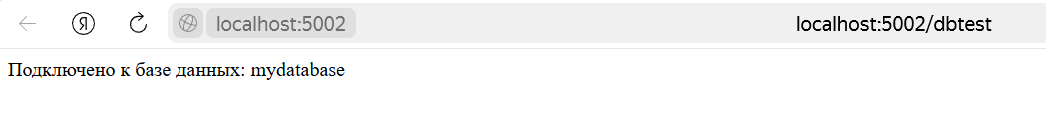 Я localhost:5002 localhost:5002/dbtest
Подключено к базе данных: mydatabase